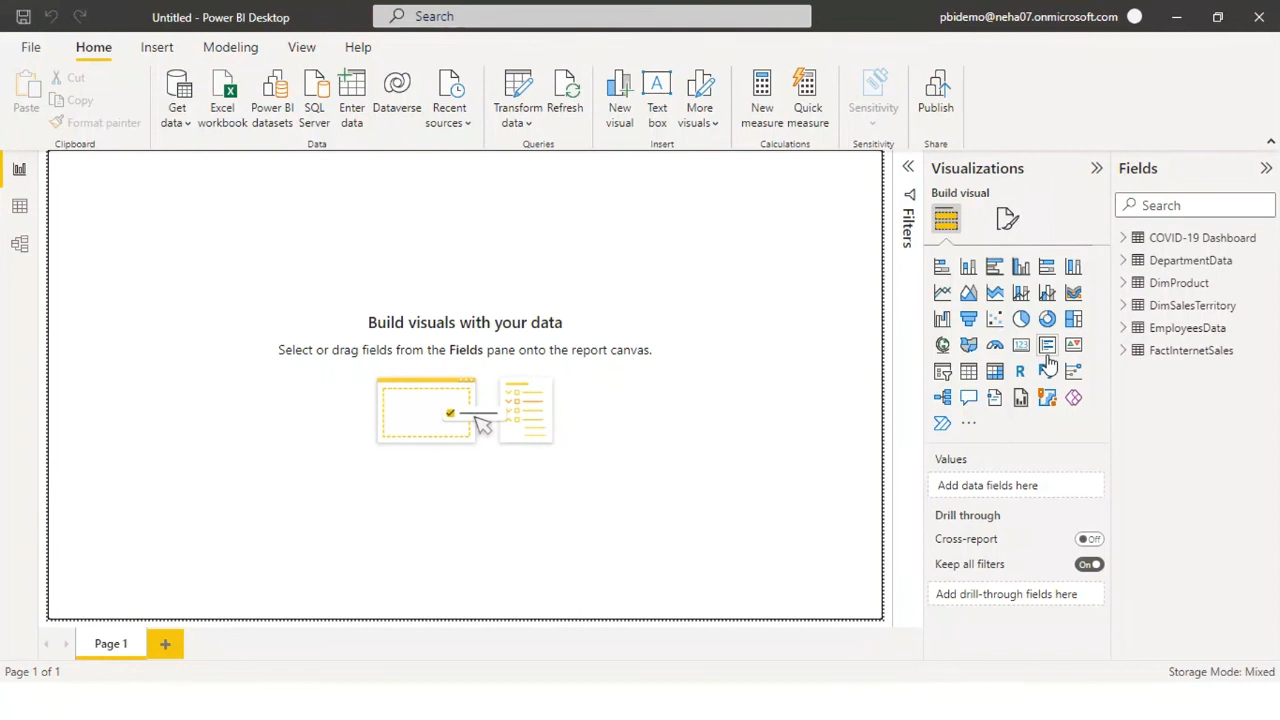 Untitled - Power BI Desktop
Search
pbidemo@neha07.onmicrosoft.com
File
Home
Insert
Modeling
View
Help
Paste
Cut
Copy
Format painter
Clipboard
Get data
Excel workbook
Power BI datasets
SQL Server
Enter data
Dataverse
Recent sources
Data
Transform data
Refresh
Queries
New visual
A
Text box
More visuals
Insert
New measure
Quick measure
Calculations
Sensitivity
Sensitivity
Publish
Share
Build visuals with your data
Select or drag fields from the Fields pane onto the report canvas.
Filters
Visualizations
Build visual
123
R
Py
Values
Add data fields here
Drill through
Cross-report
Off
Keep all filters
On
Add drill-through fields here
Fields
Search
COVID-19 Dashboard
DepartmentData
DimProduct
DimSalesTerritory
EmployeesData
FactInternetSales
Page 1
Page 1 of 1
Storage Mode: Mixed